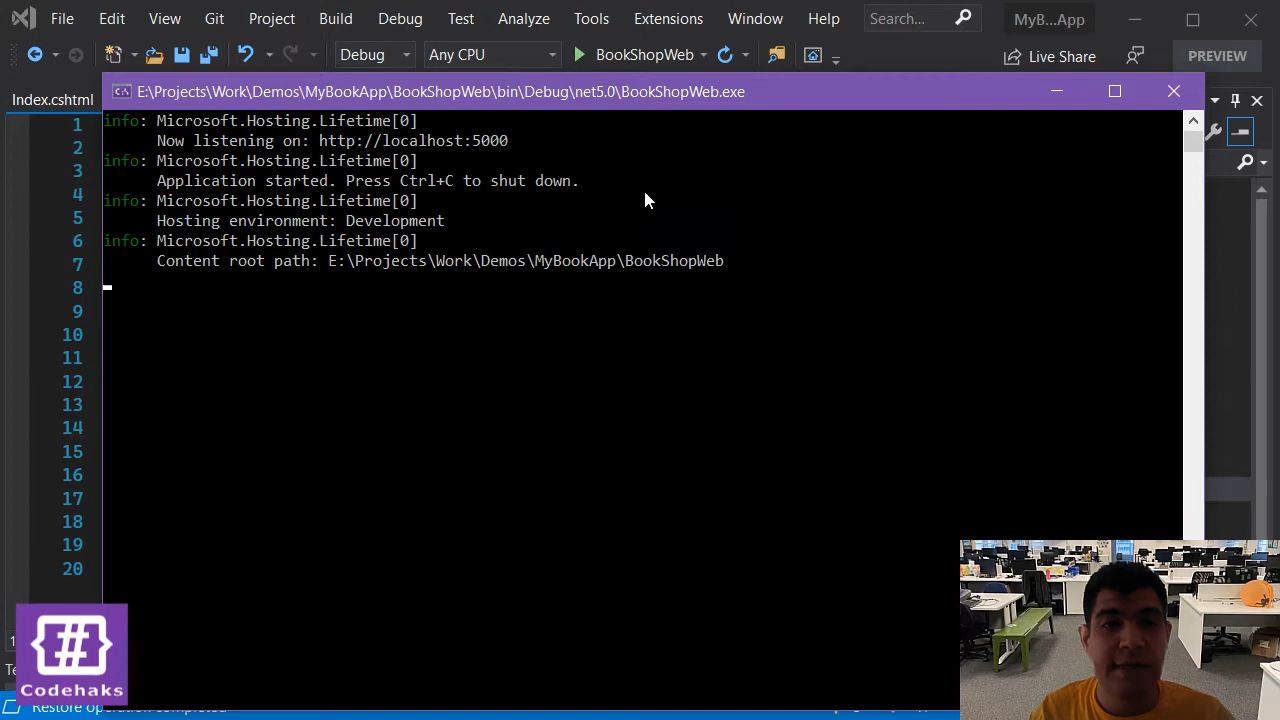 File Edit View Git Project Build Debug Test Analyze Tools Extensions Window Help Search... MyB...App
Debug Any CPU BookShopWeb Live Share PREVIEW
Index.cshtml
E:\Projects\Work\Demos\MyBookApp\BookShopWeb\bin\Debug\net5.0\BookShopWeb.exe
1 info: Microsoft.Hosting.Lifetime[0]
2 Now listening on: http://localhost:5000
3 info: Microsoft.Hosting.Lifetime[0]
Application started. Press Ctrl+C to shut down.
4 info: Microsoft.Hosting.Lifetime[0]
5 Hosting environment: Development
6 info: Microsoft.Hosting.Lifetime[0]
7 Content root path: E:\Projects\Work\Demos\MyBookApp\BookShopWeb
8
9
10
11
12
13
14
15
16
17
18
19
20
{#}
Codehaks
Restore operation completed